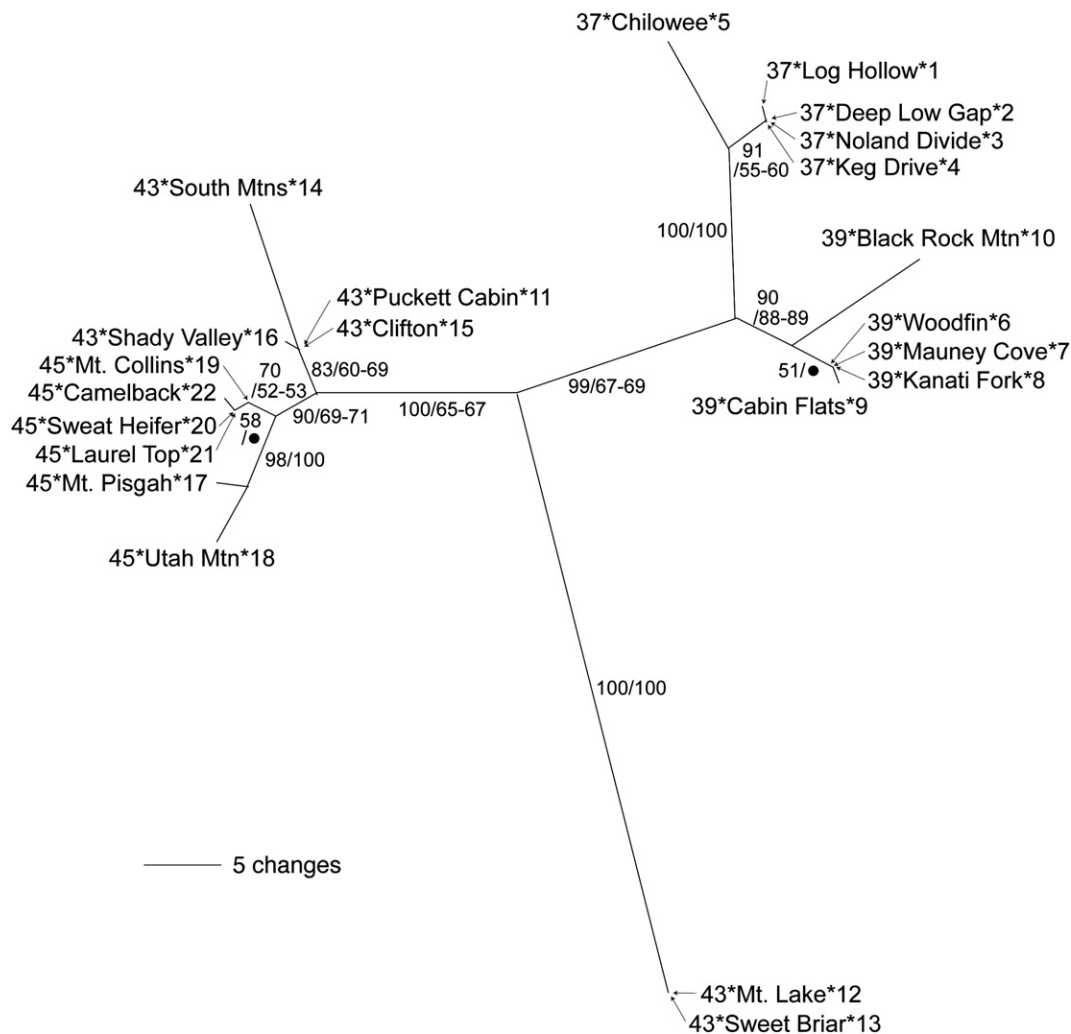 37*Chilowee*5
37*Log Hollow*1
37*Deep Low Gap*2
37*Noland Divide*3
37*Keg Drive*4
91
/55-60
43*South Mtns*14
100/100
39*Black Rock Mtn*10
43*Puckett Cabin*11
43*Clifton*15
90
/88-89
39*Woodfin*6
39*Mauney Cove*7
39*Kanati Fork*8
51/
39*Cabin Flats*9
43*Shady Valley*16
45*Mt. Collins*19
45*Camelback*22
45*Sweat Heifer*20
45*Laurel Top*21
45*Mt. Pisgah*17
45*Utah Mtn*18
70
/52-53
83/60-69
58
/
90/69-71
98/100
100/65-67
99/67-69
100/100
5 changes
43*Mt. Lake*12
43*Sweet Briar*13